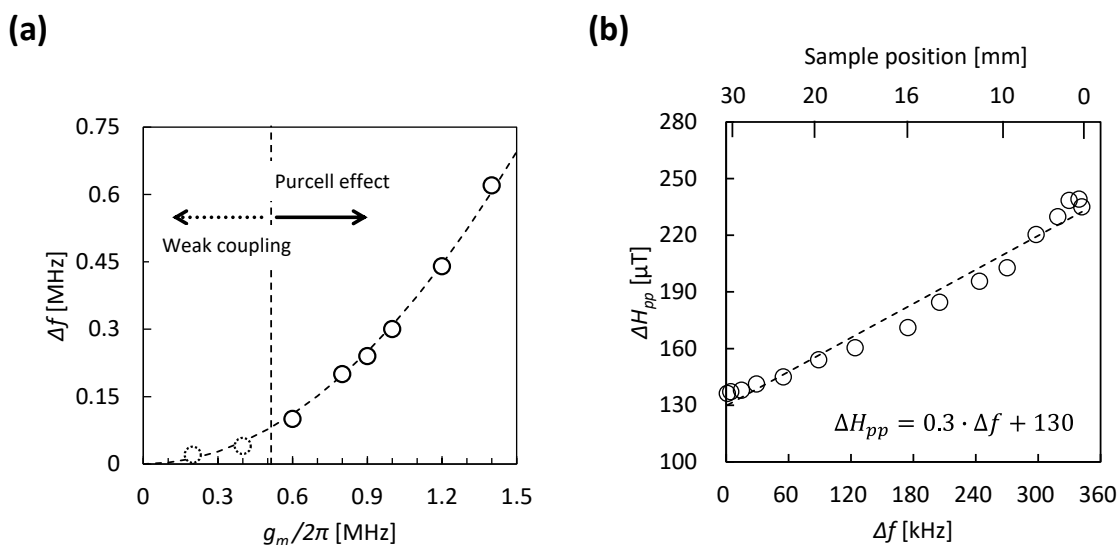 (a)
0.75
0.6
0.45
0.3
0.15
0
Δf [MHz]
Purcell effect
Weak coupling
0 0.3 0.6 0.9 1.2 1.5
g_m/2π [MHz]
(b)
Sample position [mm]
30 20 16 10 0
280
250
220
190
160
130
100
ΔH_pp [μT]
ΔH_pp = 0.3 · Δf + 130
0 60 120 180 240 300 360
Δf [kHz]